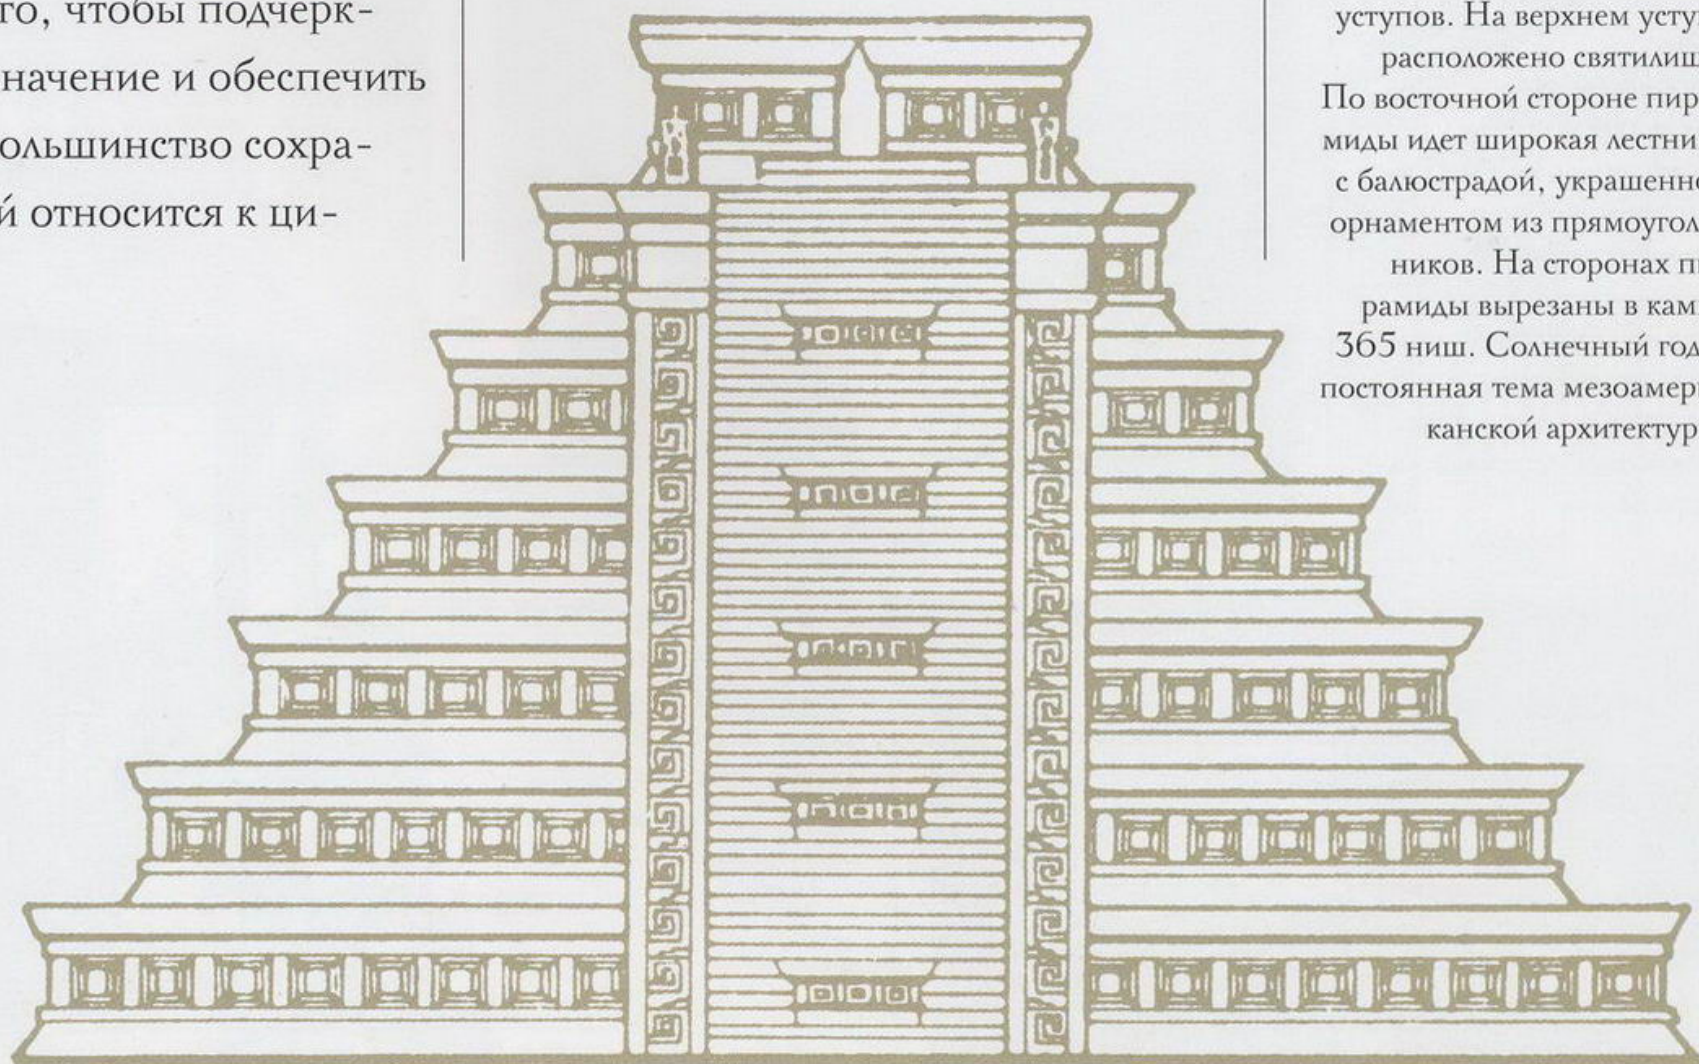 го, чтобы подчерк-
начение и обеспечить
ольшинство сохра-
й относится к ци-
уступов. На верхнем усту
расположено святилищ
По восточной стороне пир
миды идет широкая лестни
с балюстрадой, украшенн
орнаментом из прямоугол
ников. На сторонах п
рамиды вырезаны в кам
365 ниш. Солнечный год
постоянная тема мезоамер
канской архитектур